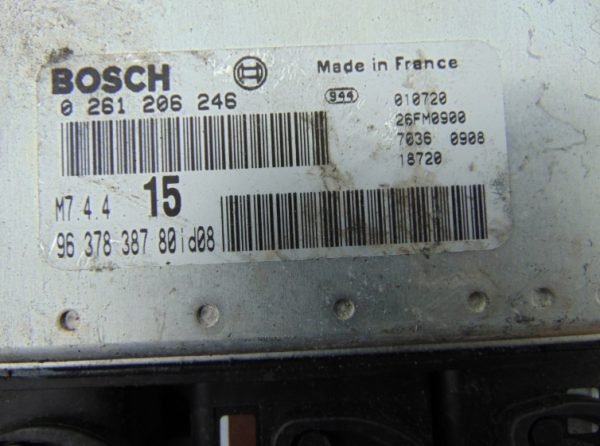 BOSCH
Made in France
0 261 206 246
944
010720
26FM0900
7036 0908
18720
M7.4.4 15
96 378 387 80id08